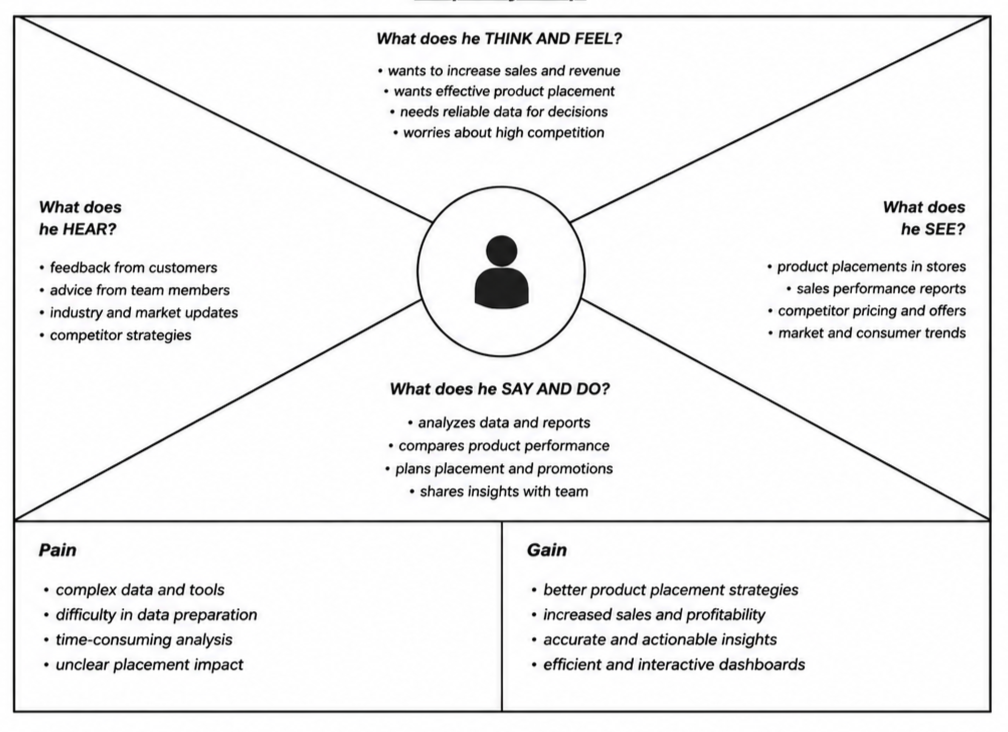 What does he THINK AND FEEL?
• wants to increase sales and revenue
• wants effective product placement
• needs reliable data for decisions
• worries about high competition
What does
he HEAR?
• feedback from customers
• advice from team members
• industry and market updates
• competitor strategies
What does
he SEE?
• product placements in stores
• sales performance reports
• competitor pricing and offers
• market and consumer trends
What does he SAY AND DO?
• analyzes data and reports
• compares product performance
• plans placement and promotions
• shares insights with team
Pain
• complex data and tools
• difficulty in data preparation
• time-consuming analysis
• unclear placement impact
Gain
• better product placement strategies
• increased sales and profitability
• accurate and actionable insights
• efficient and interactive dashboards